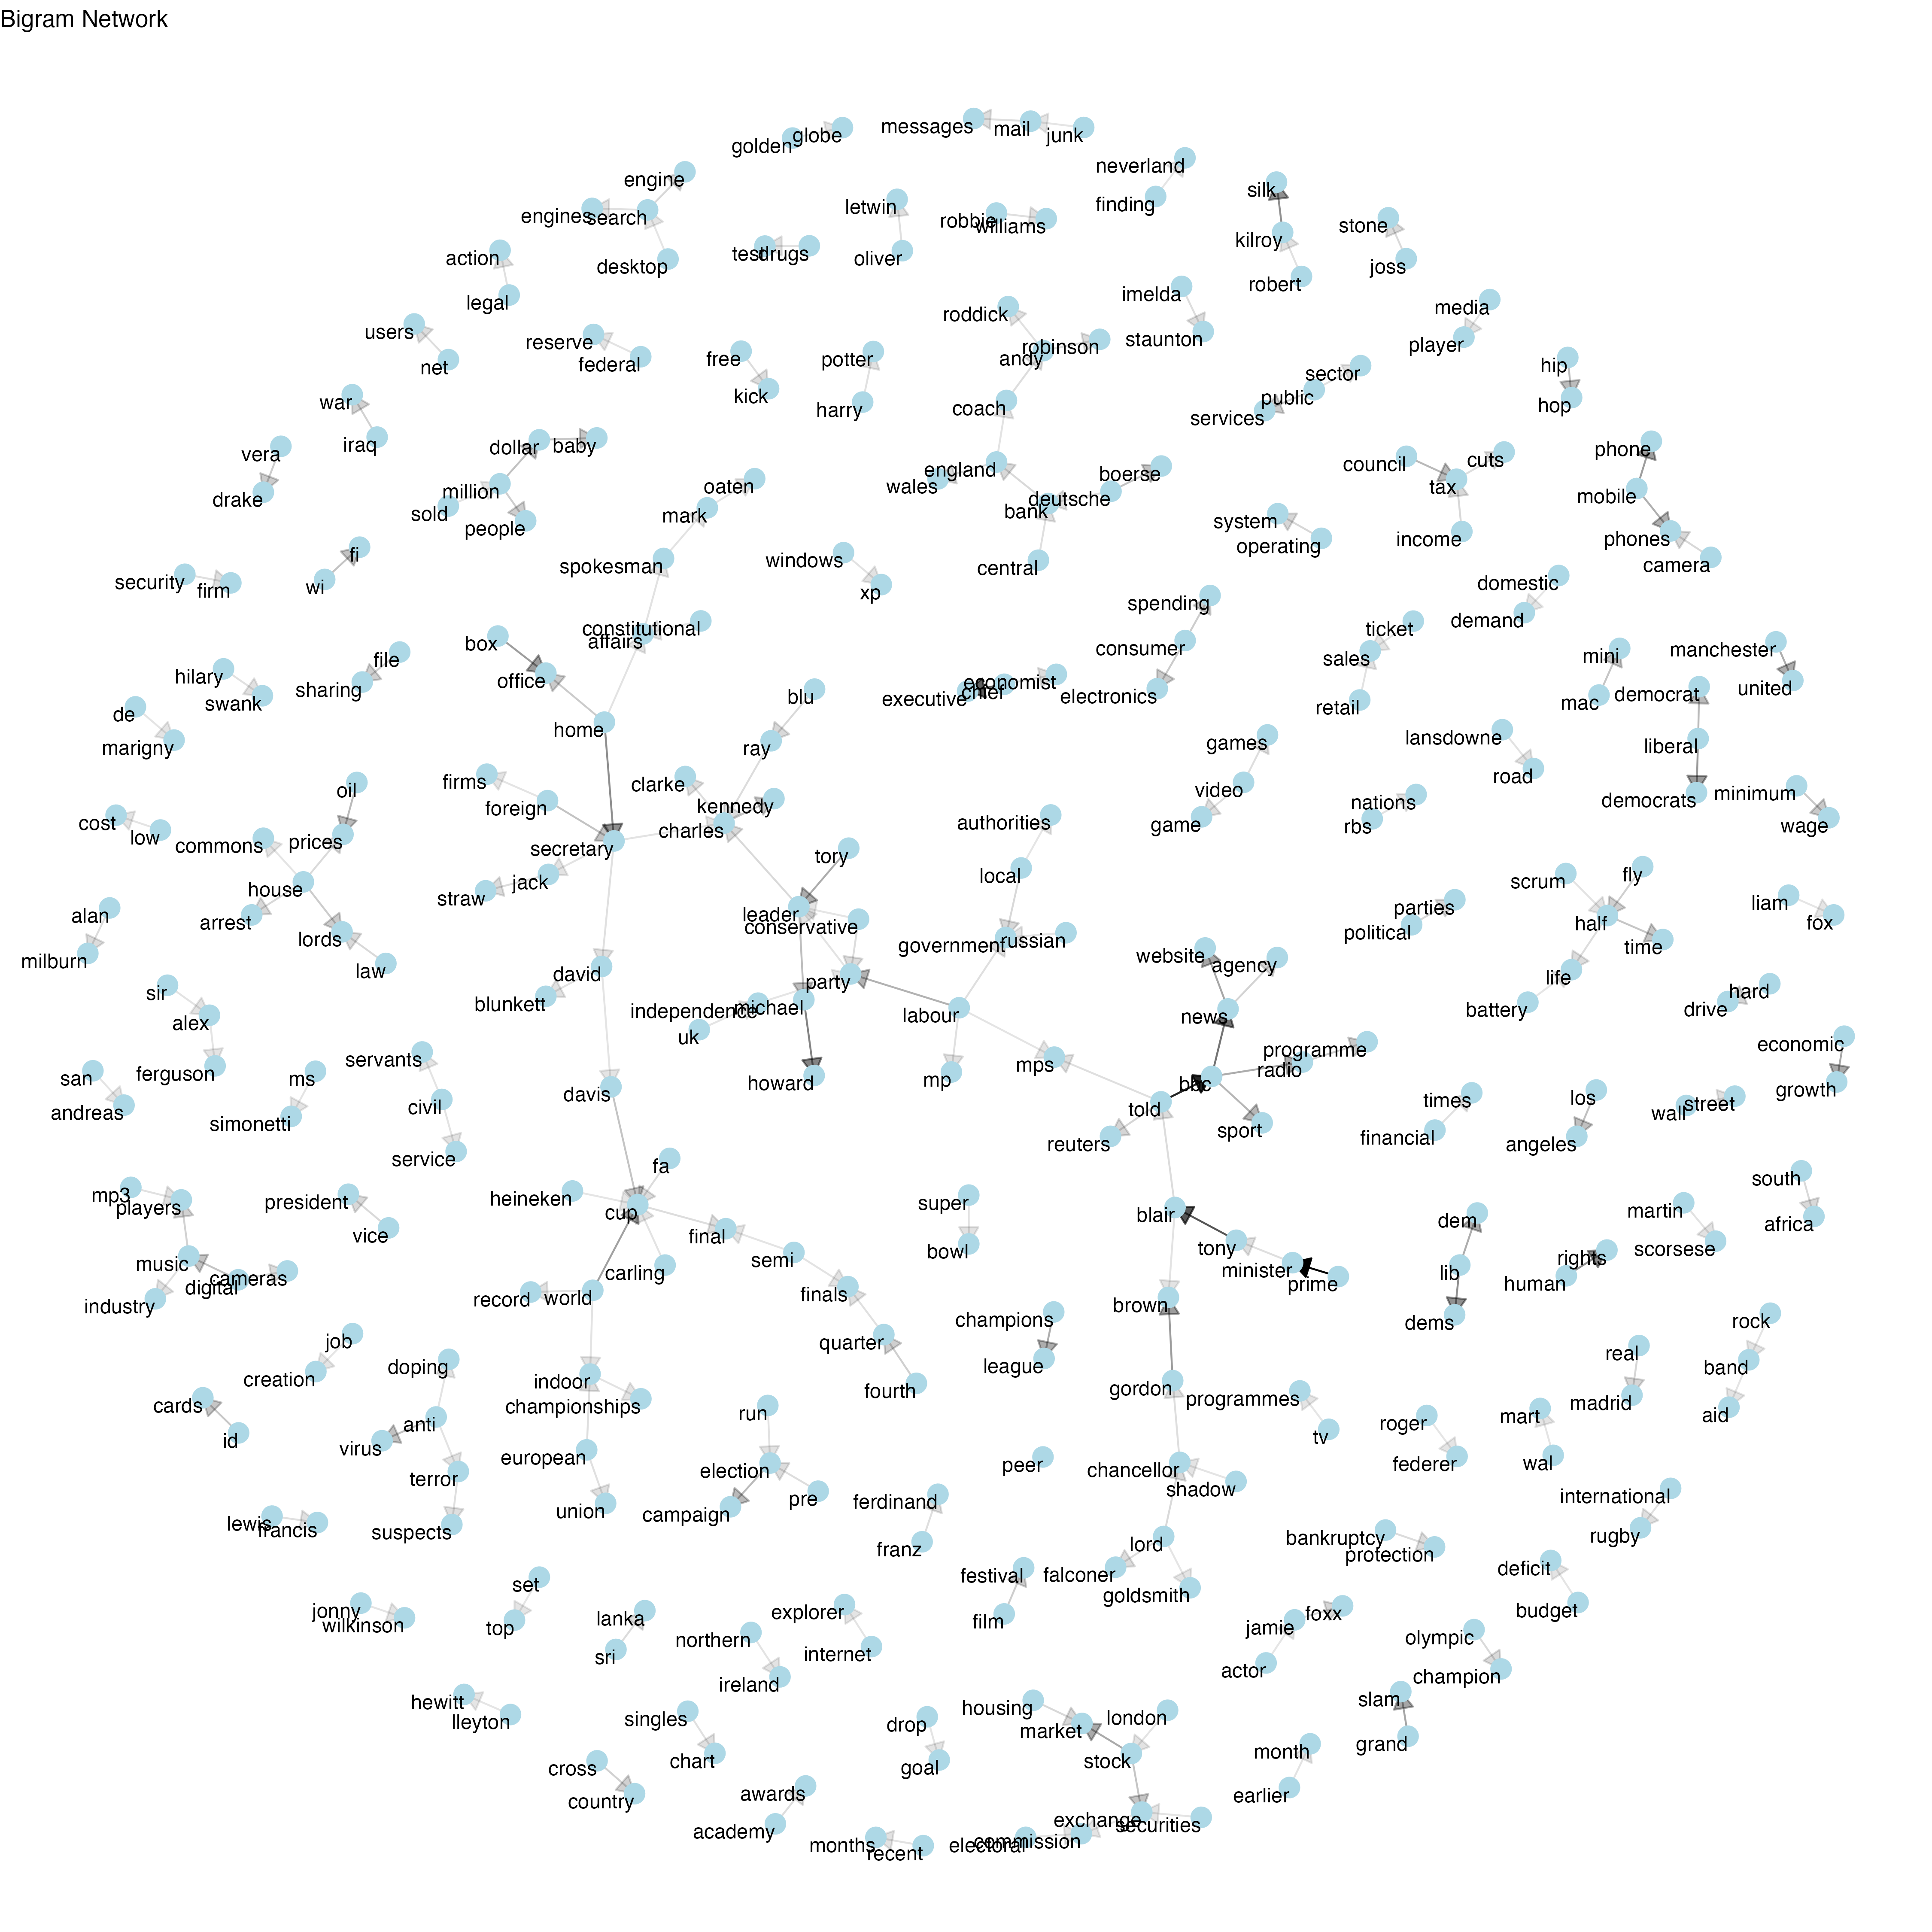 Bigram Network
messages
mail
junk
golden
globe
neverland
finding
engine
engines
search
desktop
silk
kilroy
robert
letwin
oliver
robbie
williams
stone
joss
test
drugs
action
legal
imelda
staunton
media
player
roddick
robinson
andy
coach
users
net
reserve
federal
free
kick
potter
harry
sector
public
services
hip
hop
war
iraq
vera
drake
dollar
baby
million
sold
people
oaten
mark
spokesman
england
wales
boerse
deutsche
bank
central
council
cuts
tax
income
phone
mobile
phones
camera
system
operating
security
firm
wi
fi
windows
xp
domestic
demand
spending
consumer
electronics
constitutional
affairs
box
office
home
ticket
sales
retail
mini
mac
manchester
united
democrat
liberal
democrats
hilary
swank
file
sharing
de
marigny
economist
chief
executive
blu
ray
lansdowne
road
games
video
game
nations
rbs
minimum
wage
firms
foreign
clarke
kennedy
charles
secretary
jack
straw
oil
prices
cost
low
commons
house
arrest
lords
law
authorities
local
government
russian
tory
leader
conservative
party
scrum
fly
half
time
life
battery
liam
fox
alan
milburn
parties
political
website
agency
news
david
blunkett
independence
michael
uk
labour
howard
mp
mps
sir
alex
ferguson
hard
drive
programme
radio
bbc
told
sport
reuters
economic
growth
servants
civil
service
davis
san
andreas
ms
simonetti
times
financial
los
angeles
wall
street
fa
heineken
cup
final
semi
finals
carling
super
bowl
mp3
players
music
digital
cameras
industry
president
vice
blair
tony
minister
prime
dem
lib
dems
martin
scorsese
south
africa
rights
human
record
world
quarter
fourth
champions
league
brown
gordon
rock
band
aid
job
creation
doping
anti
virus
terror
suspects
indoor
championships
european
union
run
election
campaign
pre
programmes
tv
real
madrid
roger
federer
mart
wal
cards
id
peer
chancellor
shadow
lord
falconer
goldsmith
international
rugby
lewis
francis
ferdinand
franz
bankruptcy
protection
deficit
budget
festival
film
set
top
jonny
wilkinson
lanka
sri
explorer
internet
northern
ireland
foxx
jamie
actor
olympic
champion
hewitt
lleyton
singles
chart
housing
market
london
stock
exchange
securities
drop
goal
slam
grand
month
earlier
cross
country
awards
academy
months
recent
electoral
commission